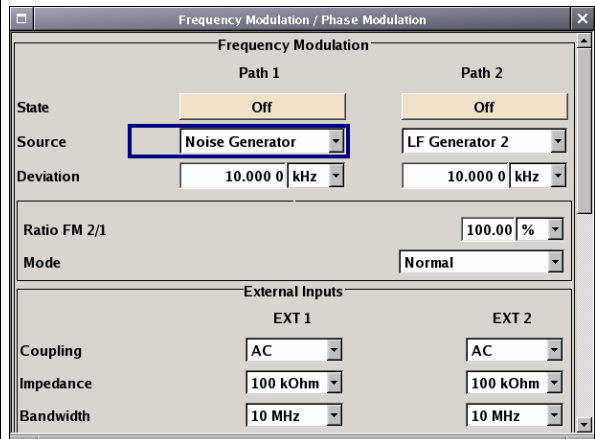 Frequency Modulation / Phase Modulation
Frequency Modulation
Path 1 Path 2
State Off Off
Source Noise Generator LF Generator 2
Deviation 10.000 0 kHz 10.000 0 kHz
Ratio FM 2/1 100.00 %
Mode Normal
External Inputs
EXT 1 EXT 2
Coupling AC AC
Impedance 100 kOhm 100 kOhm
Bandwidth 10 MHz 10 MHz